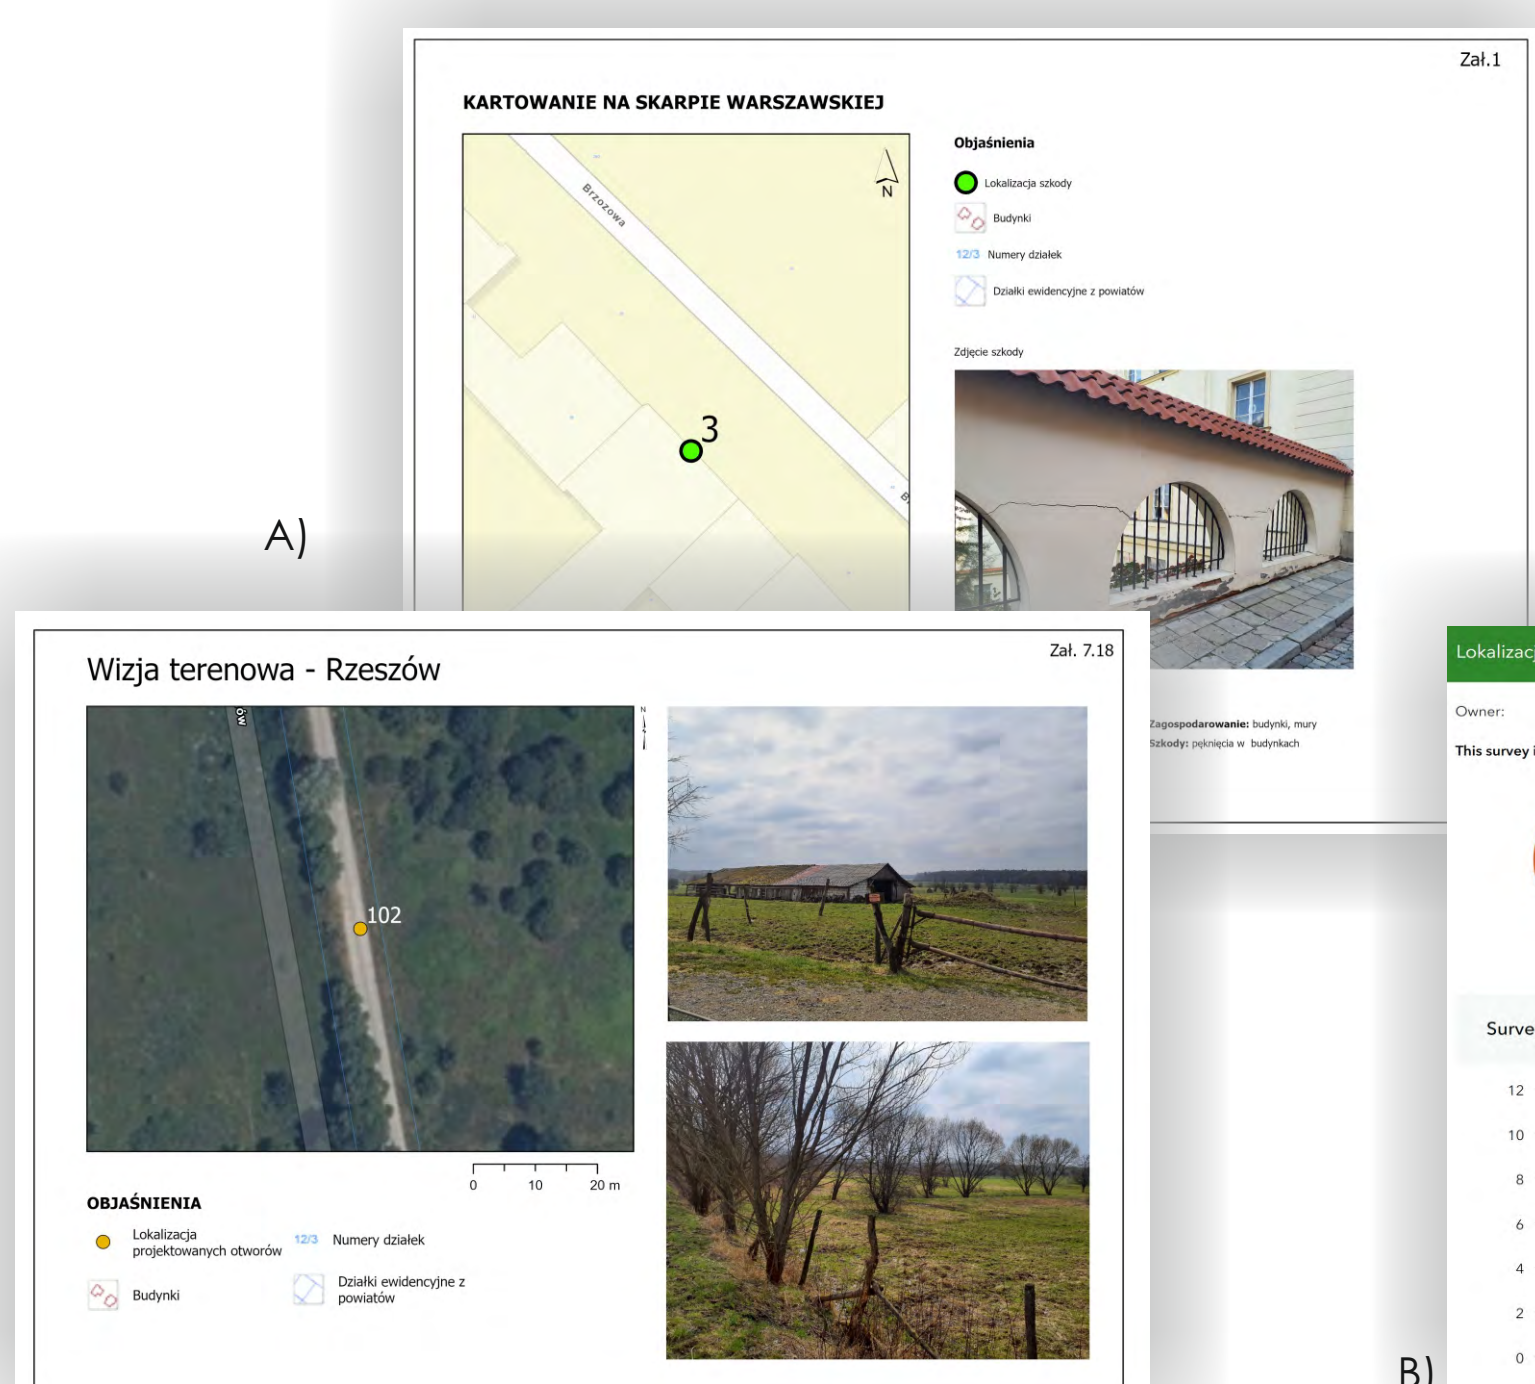 Zał.1
KARTOWANIE NA SKARPIE WARSZAWSKIEJ
Brzozowa
N
3
B
Objaśnienia
Lokalizacja szkody
Budynki
12/3 Numery działek
Działki ewidencyjne z powiatów
Zdjęcie szkody
Zagospodarowanie: budynki, mury
Szkody: pęknięcia w budynkach
A)
Zał. 7.18
Wizja terenowa - Rzeszów
ów
N
102
0 10 20 m
OBJAŚNIENIA
Lokalizacja
projektowanych otworów
Budynki
12/3 Numery działek
Działki ewidencyjne z
powiatów
Lokalizacj
Owner:
This survey i
Surve
12
10
8
6
4
2
0
B)